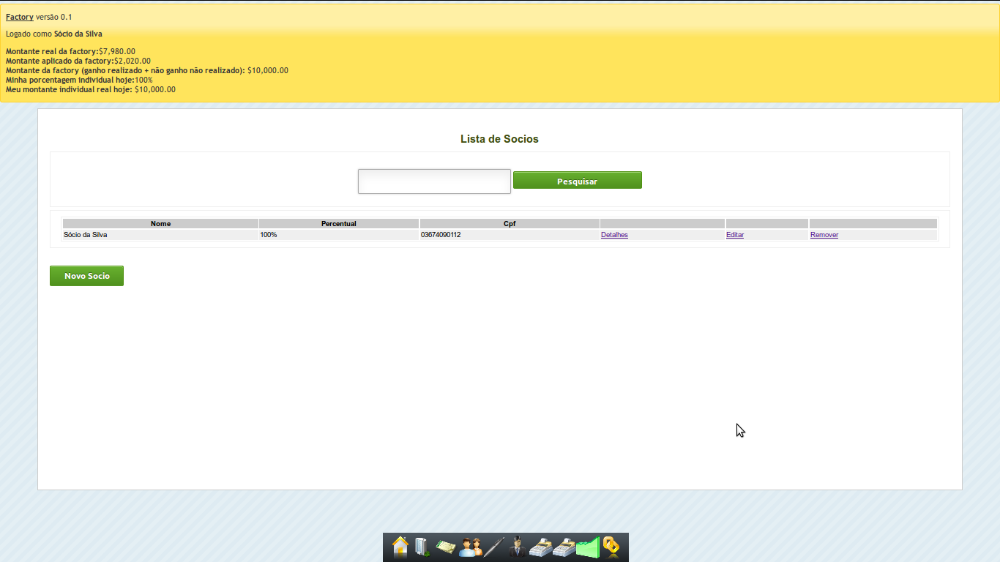 Factory versão 0.1
Logado como Sócio da Silva
Montante real da factory:$7,980.00
Montante aplicado da factory:$2,020.00
Montante da factory (ganho realizado + não ganho não realizado): $10,000.00
Minha porcentagem individual hoje:100%
Meu montante individual real hoje: $10,000.00
Lista de Socios
Pesquisar
Nome Percentual Cpf
Sócio da Silva 100% 03674090112 Detalhes Editar Remover
Novo Socio